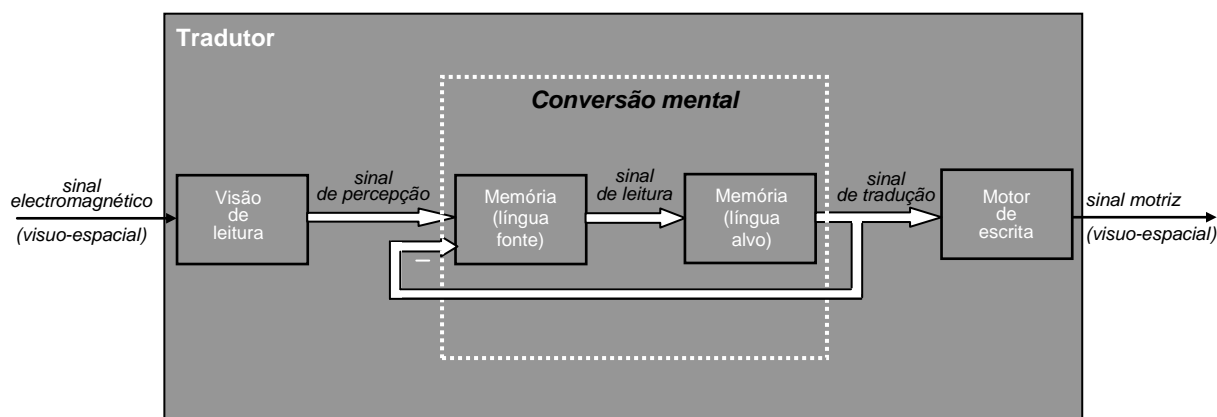 Tradutor
Conversão mental
sinal
electromagnético
(visuo-espacial)
Visão
de
leitura
sinal
de percepção
Memória
(língua
fonte)
sinal
de leitura
Memória
(língua
alvo)
sinal
de tradução
Motor
de
escrita
sinal motriz
(visuo-espacial)
–